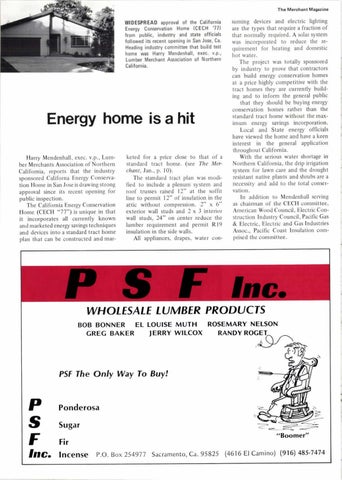 The Merchant Magazine
WIDESPREAD approval of the California
Energy Conservation Home (CECH '77)
from public, industry and state officials
followed its recent opening in San Jose, Ca.
Heading industry committee that build test
home was Harry Mendenhall, exec. v.p.,
Lumber Merchant Association of Northern
California.
Energy home is a hit
Harry Mendenhall, exec. v.p., Lum-
ber Merchants Association of Northern
California, reports that the industry
sponsored California Energy Conserva-
tion Home in San Jose is drawing strong
approval since its recent opening for
public inspection.
The California Energy Conservation
Home (CECH "77") is unique in that
it incorporates all currently known
and marketed energy savings techniques
and devices into a standard tract home
plan that can be constructed and mar-
keted for a price close to that of a
standard tract home. (see The Mer-
chant, Jan., p. 10).
The standard tract plan was modi-
fied to include a plenum system and
roof trusses raised 12" at the soffit
line to permit 12" of insulation in the
attic without compression. 2" x 6"
exterior wall studs and 2 x 3 interior
wall studs, 24" on center reduce the
lumber requirement and permit R19
insulation in the side walls.
All appliances, drapes, water con-
suming devices and electric lighting
are the types that require a fraction of
that normally required. A solar system
was incorporated to reduce the re-
quirement for heating and domestic
hot water.
The project was totally sponsored
by industry to prove that contractors
can build energy conservation homes
at a price highly competitive with the
tract homes they are currently build-
ing and to inform the general public
that they should be buying energy
conservation homes rather than the
standard tract home without the max-
imum energy savings incorporation.
Local and State energy officials
have viewed the home and have a keen
interest in the general application
throughout California.
With the serious water shortage in
Northern California, the drip irrigation
system for lawn care and the drought
resistant native plants and shrubs are a
necessity and add to the total conser-
vation.
In addition to Mendenhall serving
as chairman of the CECH committee,
American Wood Council, Electric Con-
struction Industry Council, Pacific Gas
& Electric, Electric and Gas Industries
Assoc., Pacific Coast Insulation com-
prised the committee.
PSF Inc.
WHOLESALE LUMBER PRODUCTS
BOB BONNER EL LOUISE MUTH ROSEMARY NELSON
GREG BAKER JERRY WILCOX RANDY ROGET
PSF The Only Way To Buy!
P Ponderosa
S Sugar
F Fir
Inc. Incense P.O. Box 254977 Sacramento, Ca. 95825 (4616 El Camino) (916) 485-7474
"Boomer"